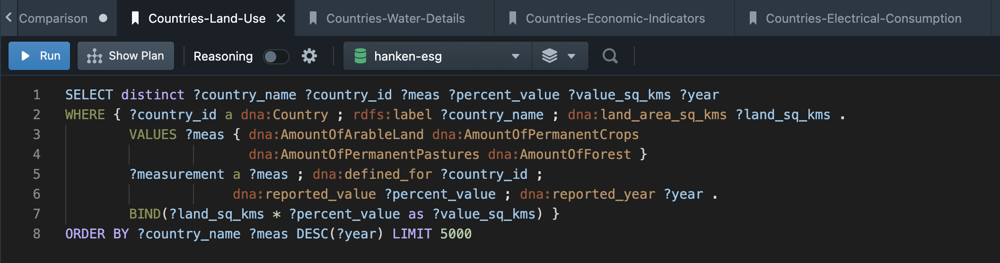 Comparison Countries-Land-Use Countries-Water-Details Countries-Economic-Indicators Countries-Electrical-Consumption
Run Show Plan Reasoning hanken-esg
1 SELECT distinct ?country_name ?country_id ?meas ?percent_value ?value_sq_kms ?year
2 WHERE { ?country_id a dna:Country ; rdfs:label ?country_name ; dna:land_area_sq_kms ?land_sq_kms .
3 VALUES ?meas { dna:AmountOfArableLand dna:AmountOfPermanentCrops
4 dna:AmountOfPermanentPastures dna:AmountOfForest }
5 ?measurement a ?meas ; dna:defined_for ?country_id ;
6 dna:reported_value ?percent_value ; dna:reported_year ?year .
7 BIND(?land_sq_kms * ?percent_value as ?value_sq_kms) }
8 ORDER BY ?country_name ?meas DESC(?year) LIMIT 5000